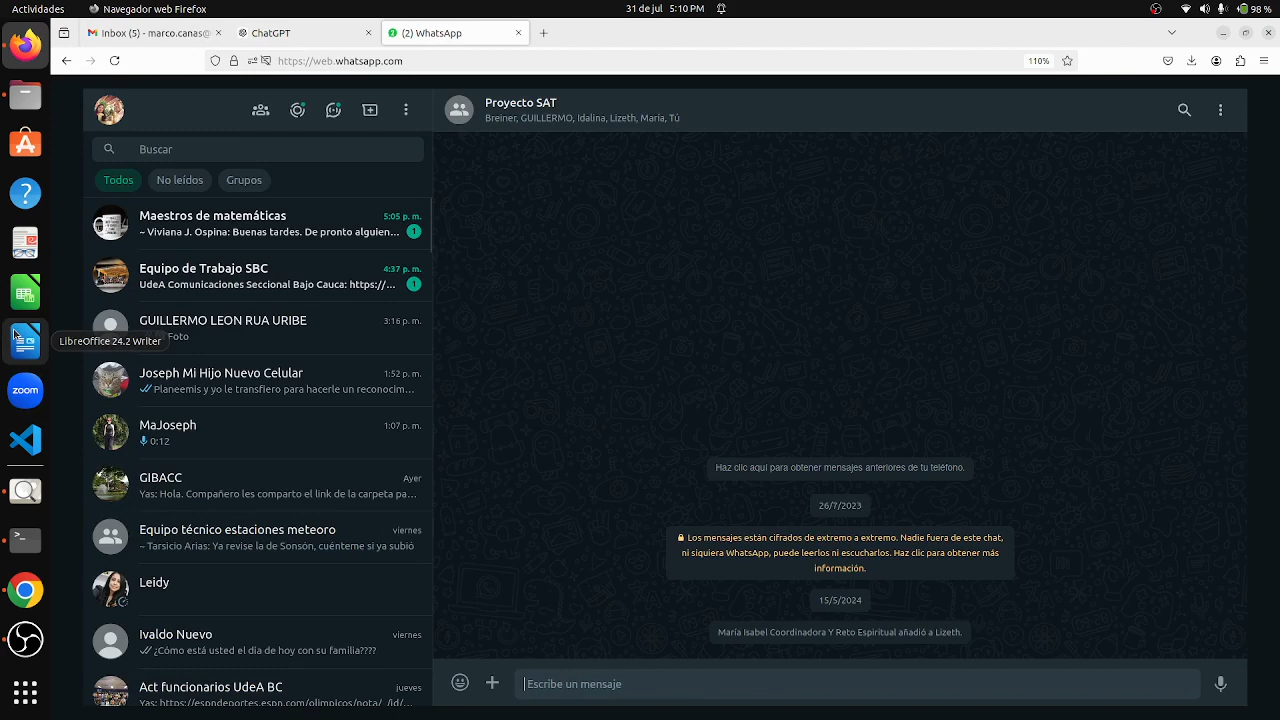 Actividades
Navegador web Firefox
31 de jul 5:10 PM
98 %
Inbox (5) - marco.canas@
ChatGPT
(2) WhatsApp
https://web.whatsapp.com
110%
Buscar
Todos
No leídos
Grupos
Maestros de matemáticas
5:05 p. m.
~ Viviana J. Ospina: Buenas tardes. De pronto alguien...
1
Equipo de Trabajo SBC
4:37 p. m.
UdeA Comunicaciones Seccional Bajo Cauca: https://...
1
GUILLERMO LEON RUA URIBE
3:16 p. m.
Foto
LibreOffice 24.2 Writer
Joseph Mi Hijo Nuevo Celular
1:52 p. m.
Planeemis y yo le transfiero para hacerle un reconocim...
MaJoseph
1:07 p. m.
0:12
GIBACC
Ayer
Yas: Hola. Compañero les comparto el link de la carpeta pa...
Equipo técnico estaciones meteoro
viernes
~ Tarsicio Arias: Ya revise la de Sonsón, cuénteme si ya subió
Leidy
Ivaldo Nuevo
viernes
¿Cómo está usted el día de hoy con su familia????
Act funcionarios UdeA BC
jueves
Yas: https://espndeportes.espn.com/olimpicos/nota/_/id/...
zoom
Proyecto SAT
Breiner, GUILLERMO, Idalina, Lizeth, María, Tú
Haz clic aquí para obtener mensajes anteriores de tu teléfono.
26/7/2023
Los mensajes están cifrados de extremo a extremo. Nadie fuera de este chat,
ni siquiera WhatsApp, puede leerlos ni escucharlos. Haz clic para obtener más
información.
15/5/2024
María Isabel Coordinadora Y Reto Espiritual añadió a Lizeth.
Escribe un mensaje